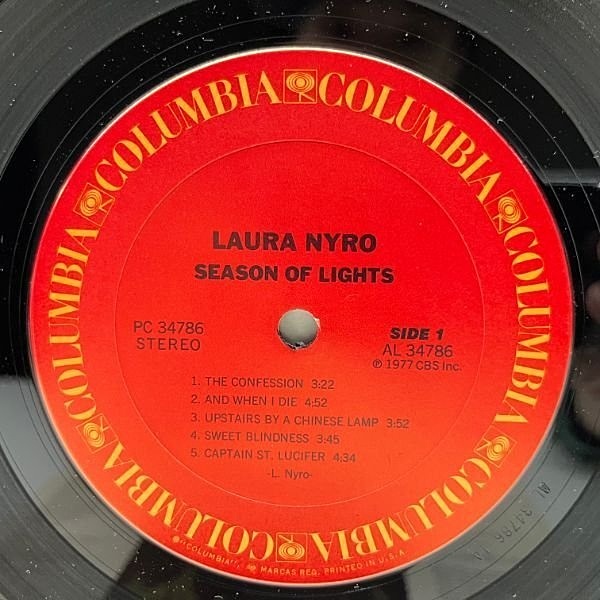 COLUMBIA COLUMBIA COLUMBIA COLUMBIA COLUMBIA COLUMBIA
LAURA NYRO
SEASON OF LIGHTS
PC 34786
STEREO
SIDE 1
AL 34786
℗ 1977 CBS Inc.
1. THE CONFESSION 3:22
2. AND WHEN I DIE 4:52
3. UPSTAIRS BY A CHINESE LAMP 3:52
4. SWEET BLINDNESS 3:45
5. CAPTAIN ST. LUCIFER 4:34
-L. Nyro-
"COLUMBIA", MARCAS REG. PRINTED IN U.S.A.
AL 34786